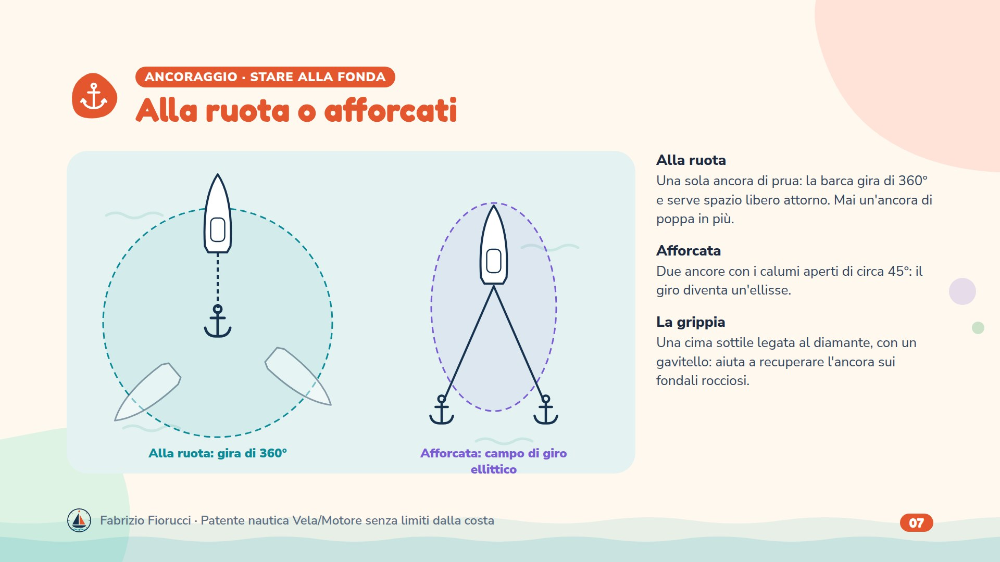 ANCORAGGIO · STARE ALLA FONDA
Alla ruota o afforcati
Alla ruota: gira di 360°
Afforcata: campo di giro
ellittico
Alla ruota
Una sola ancora di prua: la barca gira di 360°
e serve spazio libero attorno. Mai un'ancora di
poppa in più.
Afforcata
Due ancore con i calumi aperti di circa 45°: il
giro diventa un'ellisse.
La grippia
Una cima sottile legata al diamante, con un
gavitello: aiuta a recuperare l'ancora sui
fondali rocciosi.
Fabrizio Fiorucci · Patente nautica Vela/Motore senza limiti dalla costa
07